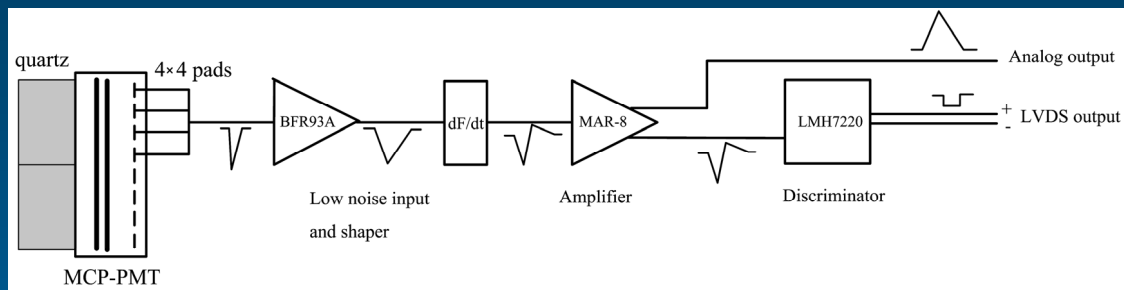 quartz
4×4 pads
MCP-PMT
BFR93A
Low noise input
and shaper
dF/dt
MAR-8
Amplifier
LMH7220
Discriminator
Analog output
+
LVDS output
-